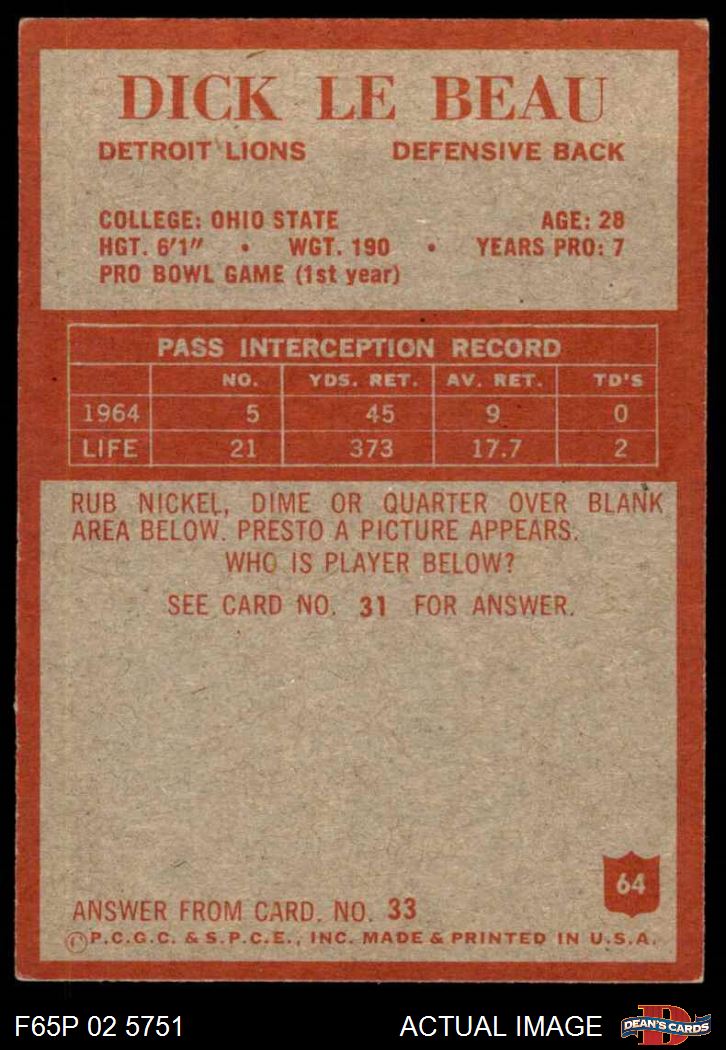 DICK LE BEAU
DETROIT LIONS DEFENSIVE BACK
COLLEGE: OHIO STATE AGE: 28
HGT. 6'1" • WGT. 190 • YEARS PRO: 7
PRO BOWL GAME (1st year)
PASS INTERCEPTION RECORD
NO. YDS. RET. AV. RET. TD'S
1964 5 45 9 0
LIFE 21 373 17.7 2
RUB NICKEL, DIME OR QUARTER OVER BLANK
AREA BELOW. PRESTO A PICTURE APPEARS.
WHO IS PLAYER BELOW?
SEE CARD NO. 31 FOR ANSWER.
64
ANSWER FROM CARD. NO. 33
©P.C.G.C. & S.P.C.E., INC. MADE & PRINTED IN U.S.A.
F65P 02 5751 ACTUAL IMAGE
D DEAN'S CARDS